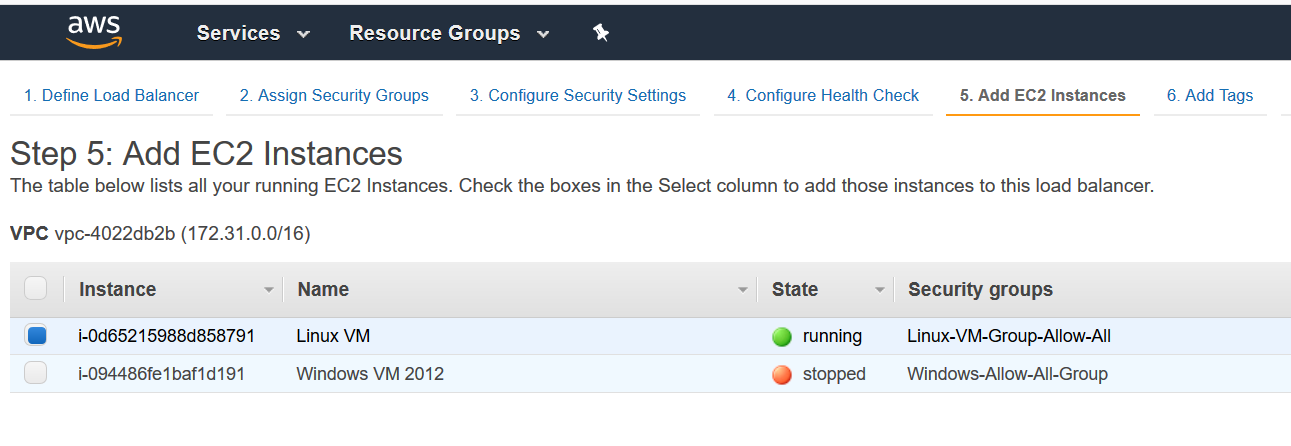 aws Services Resource Groups
1. Define Load Balancer 2. Assign Security Groups 3. Configure Security Settings 4. Configure Health Check 5. Add EC2 Instances 6. Add Tags
Step 5: Add EC2 Instances
The table below lists all your running EC2 Instances. Check the boxes in the Select column to add those instances to this load balancer.
VPC vpc-4022db2b (172.31.0.0/16)
Instance Name State Security groups
i-0d65215988d858791 Linux VM running Linux-VM-Group-Allow-All
i-094486fe1baf1d191 Windows VM 2012 stopped Windows-Allow-All-Group